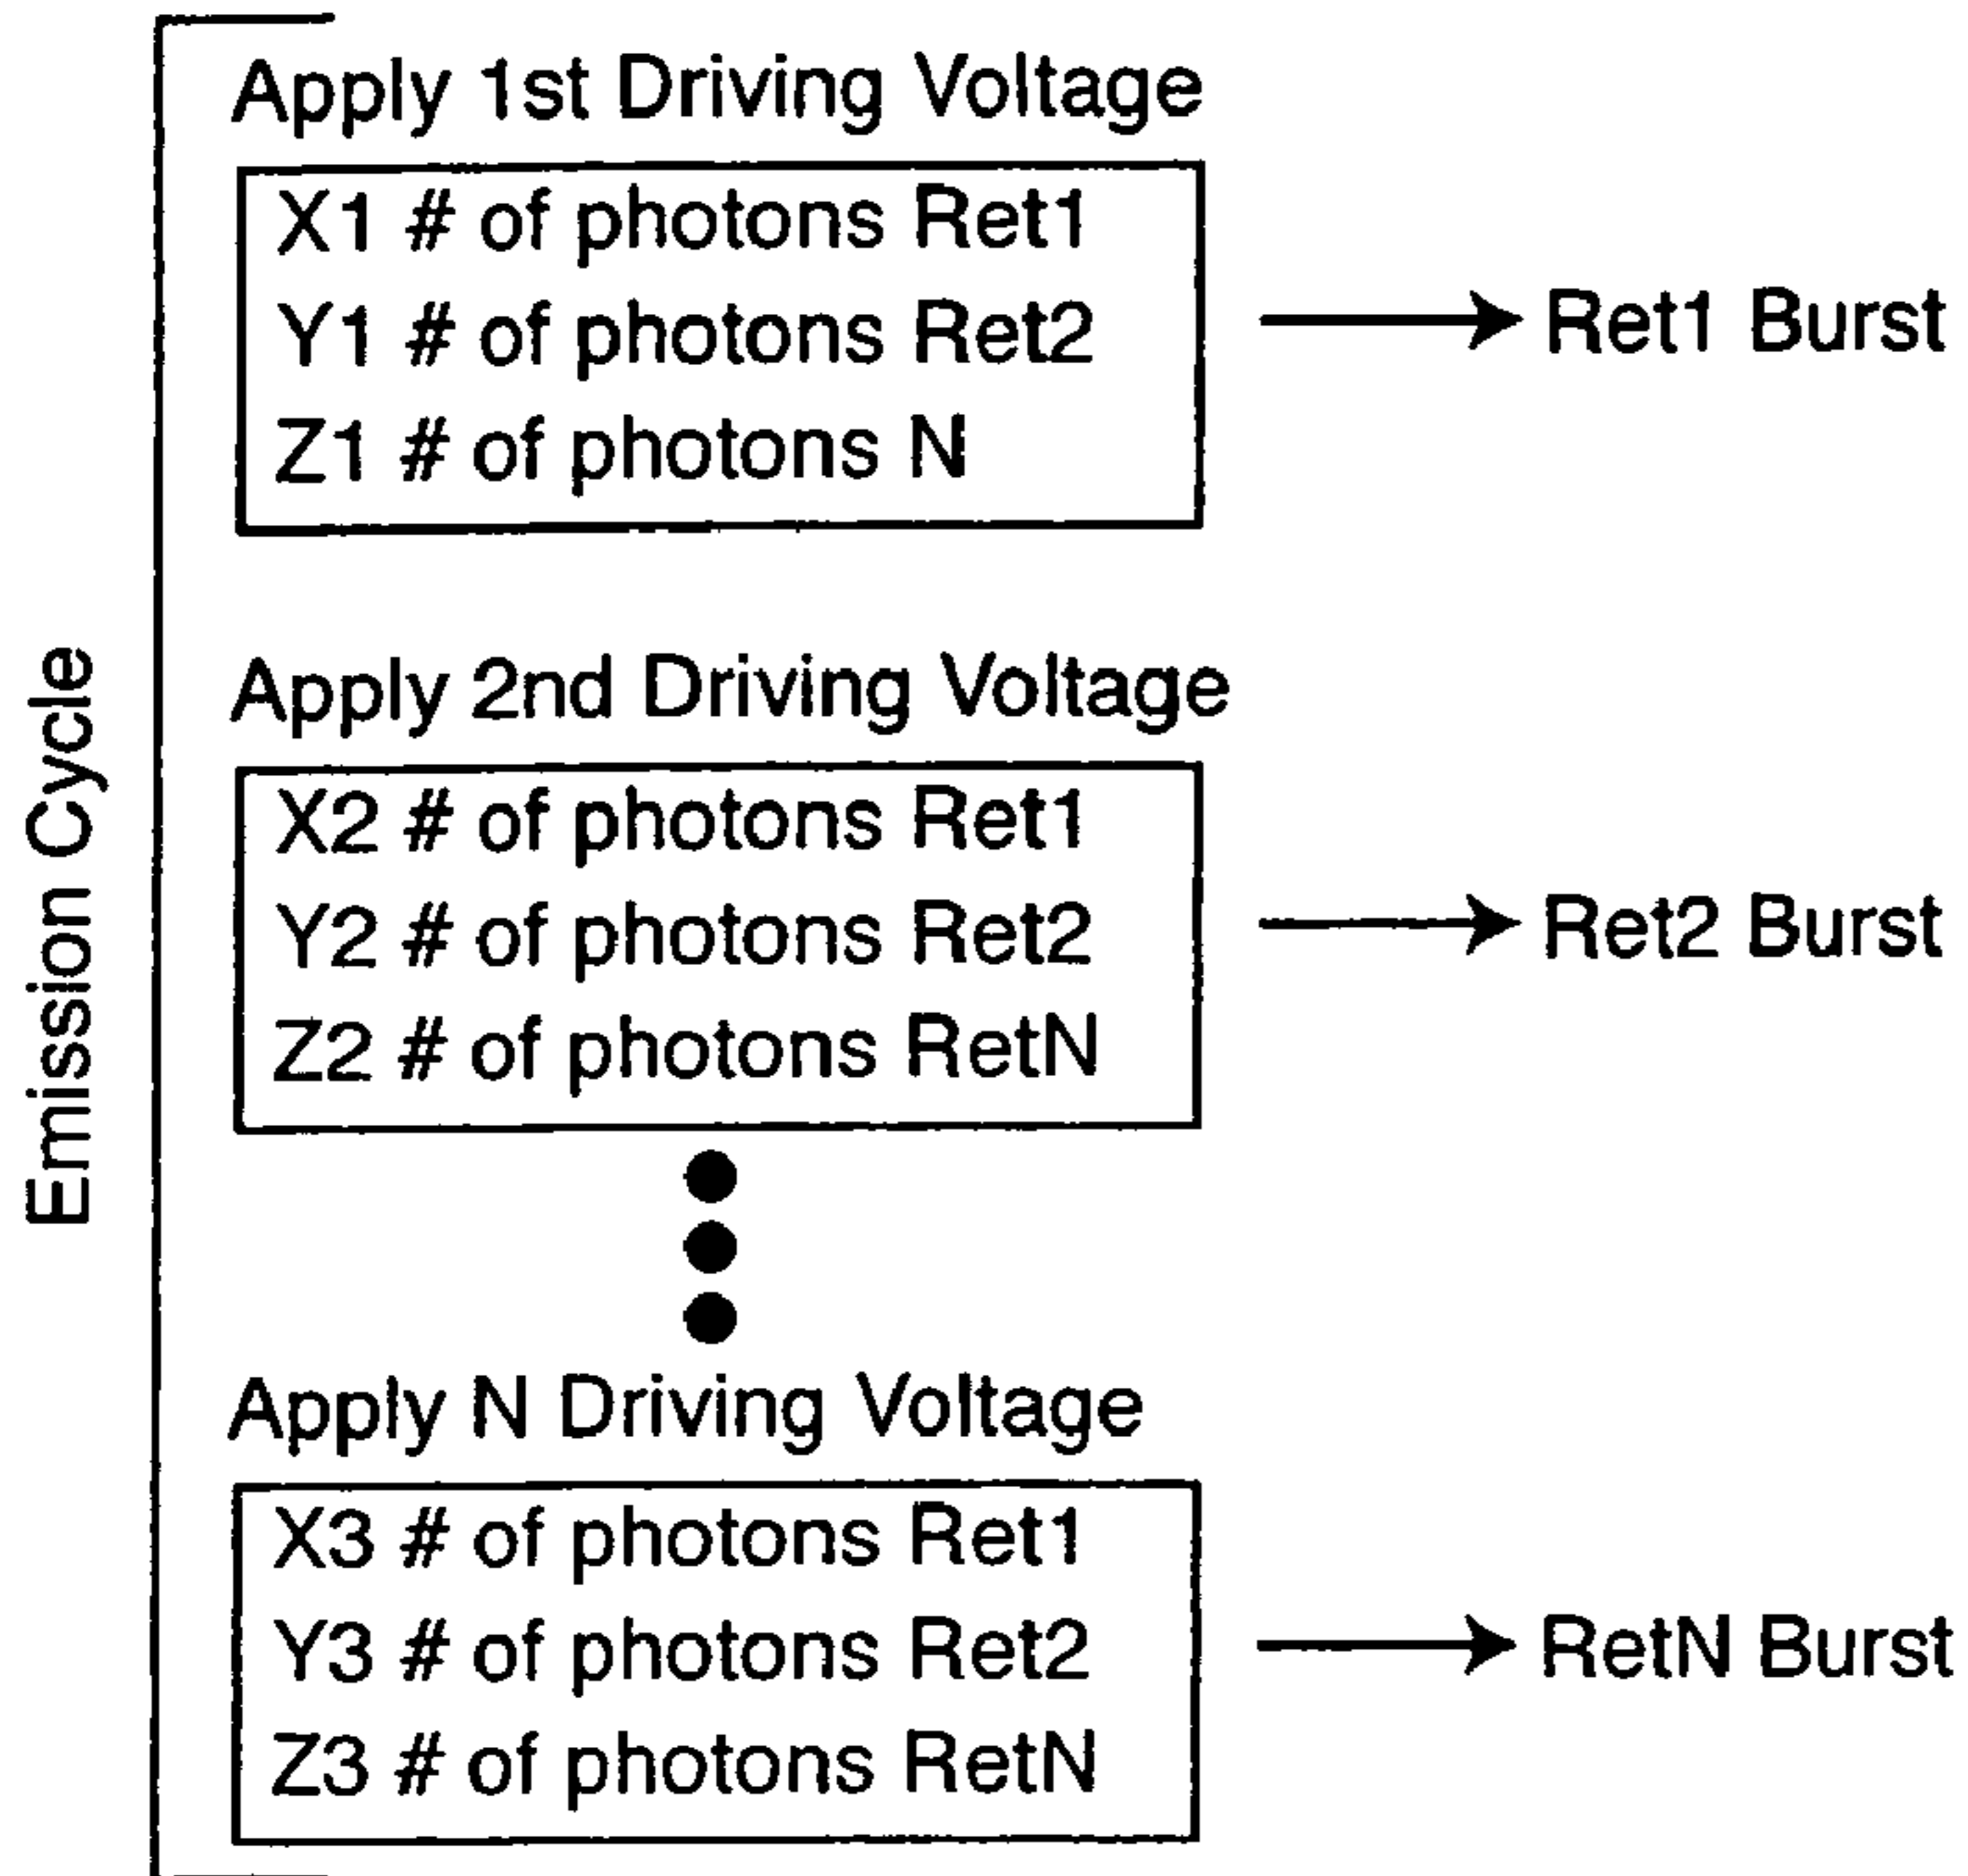 Emission Cycle
Apply 1st Driving Voltage
X1 # of photons Ret1
Y1 # of photons Ret2
Z1 # of photons N
Ret1 Burst
Apply 2nd Driving Voltage
X2 # of photons Ret1
Y2 # of photons Ret2
Z2 # of photons RetN
Ret2 Burst
Apply N Driving Voltage
X3 # of photons Ret1
Y3 # of photons Ret2
Z3 # of photons RetN
RetN Burst